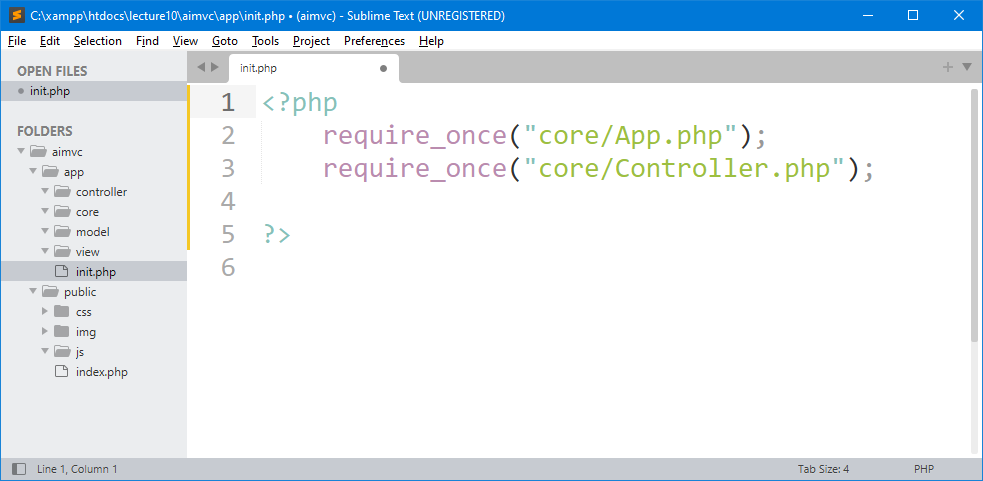 C:\xampp\htdocs\lecture10\aimvc\app\init.php • (aimvc) - Sublime Text (UNREGISTERED)
File Edit Selection Find View Goto Tools Project Preferences Help
OPEN FILES
init.php
FOLDERS
aimvc
app
controller
core
model
view
init.php
public
css
img
js
index.php
init.php
1 <?php
2 require_once("core/App.php");
3 require_once("core/Controller.php");
4
5 ?>
6
Line 1, Column 1 Tab Size: 4 PHP